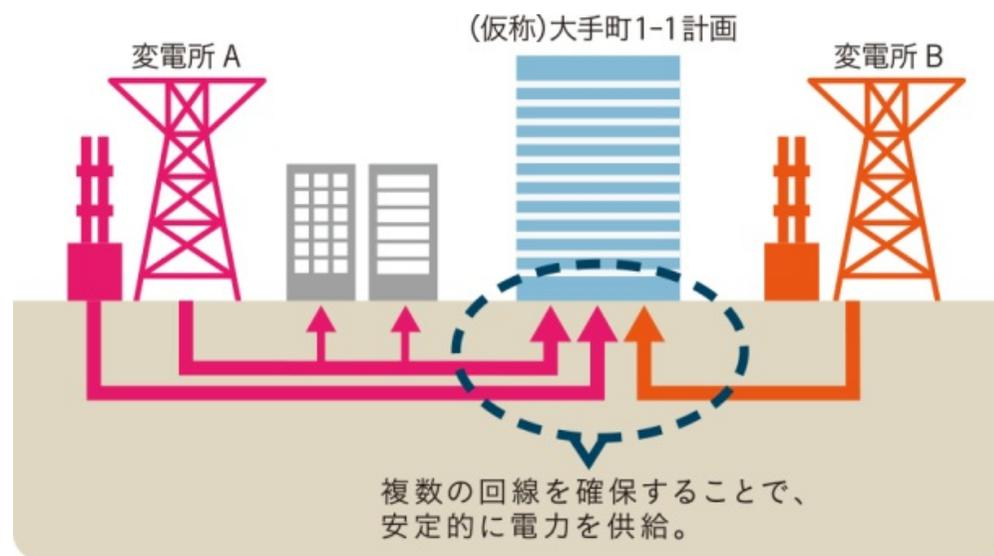 (仮称)大手町1-1計画
変電所 A
変電所 B
複数の回線を確保することで、
安定的に電力を供給。